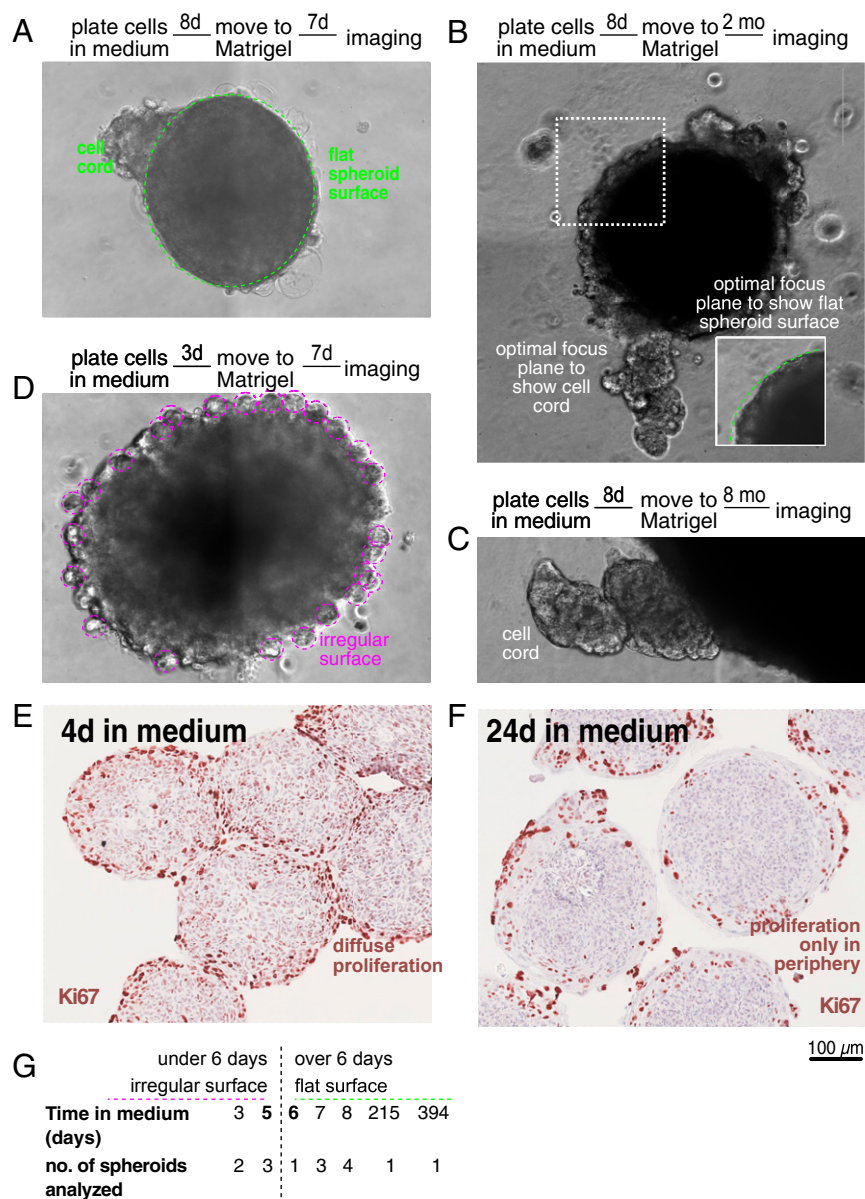 A
plate cells 8d move to 7d imaging
in medium Matrigel
cell
cord
flat
spheroid
surface
B
plate cells 8d move to 2 mo imaging
in medium Matrigel
optimal focus
plane to show flat
spheroid surface
optimal focus
plane to
show cell
cord
D
plate cells 3d move to 7d imaging
in medium Matrigel
irregular
surface
C
plate cells 8d move to 8 mo imaging
in medium Matrigel
cell
cord
E
4d in medium
diffuse
proliferation
Ki67
F
24d in medium
proliferation
only in
periphery
Ki67
100 µm
G
under 6 days over 6 days
irregular surface flat surface
Time in medium 3 5 6 7 8 215 394
(days)
no. of spheroids 2 3 1 3 4 1 1
analyzed